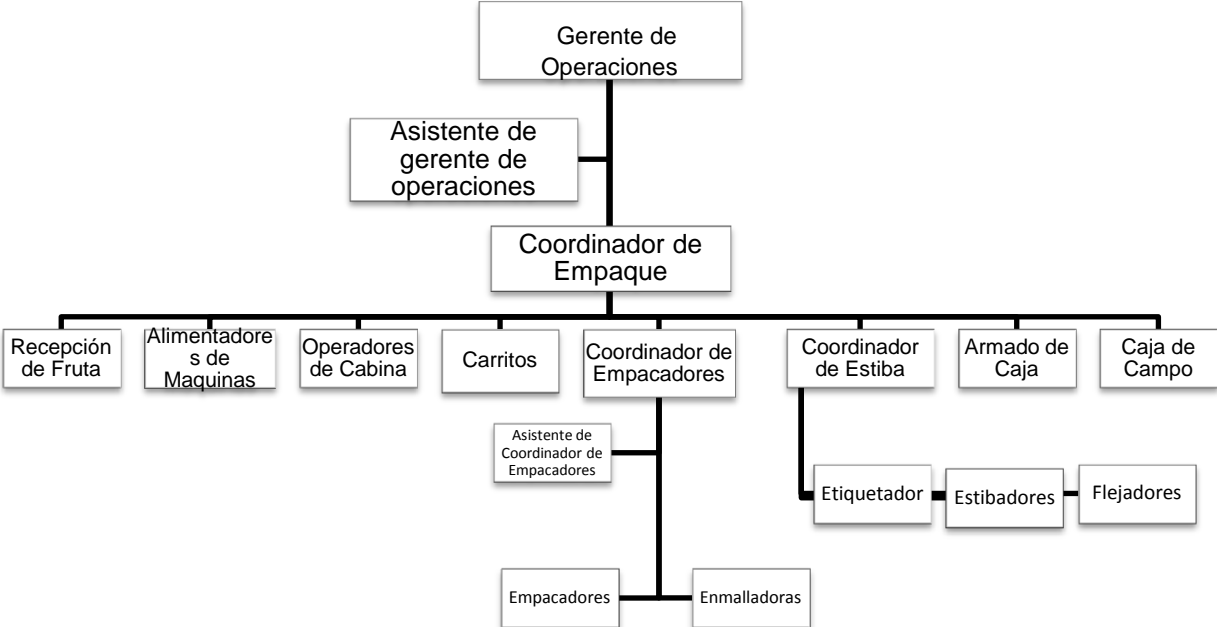 Gerente de
Operaciones
Asistente de
gerente de
operaciones
Coordinador de
Empaque
Recepción
de Fruta
Alimentadore
s de
Maquinas
Operadores
de Cabina
Carritos
Coordinador de
Empacadores
Coordinador
de Estiba
Armado de
Caja
Caja de
Campo
Asistente de
Coordinador de
Empacadores
Etiquetador
Estibadores
Flejadores
Empacadores
Enmalladoras